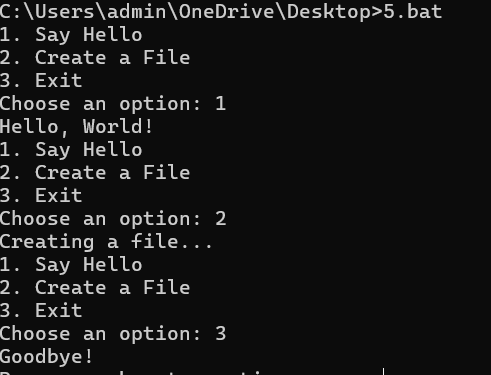 C:\Users\admin\OneDrive\Desktop>5.bat
1. Say Hello
2. Create a File
3. Exit
Choose an option: 1
Hello, World!
1. Say Hello
2. Create a File
3. Exit
Choose an option: 2
Creating a file...
1. Say Hello
2. Create a File
3. Exit
Choose an option: 3
Goodbye!